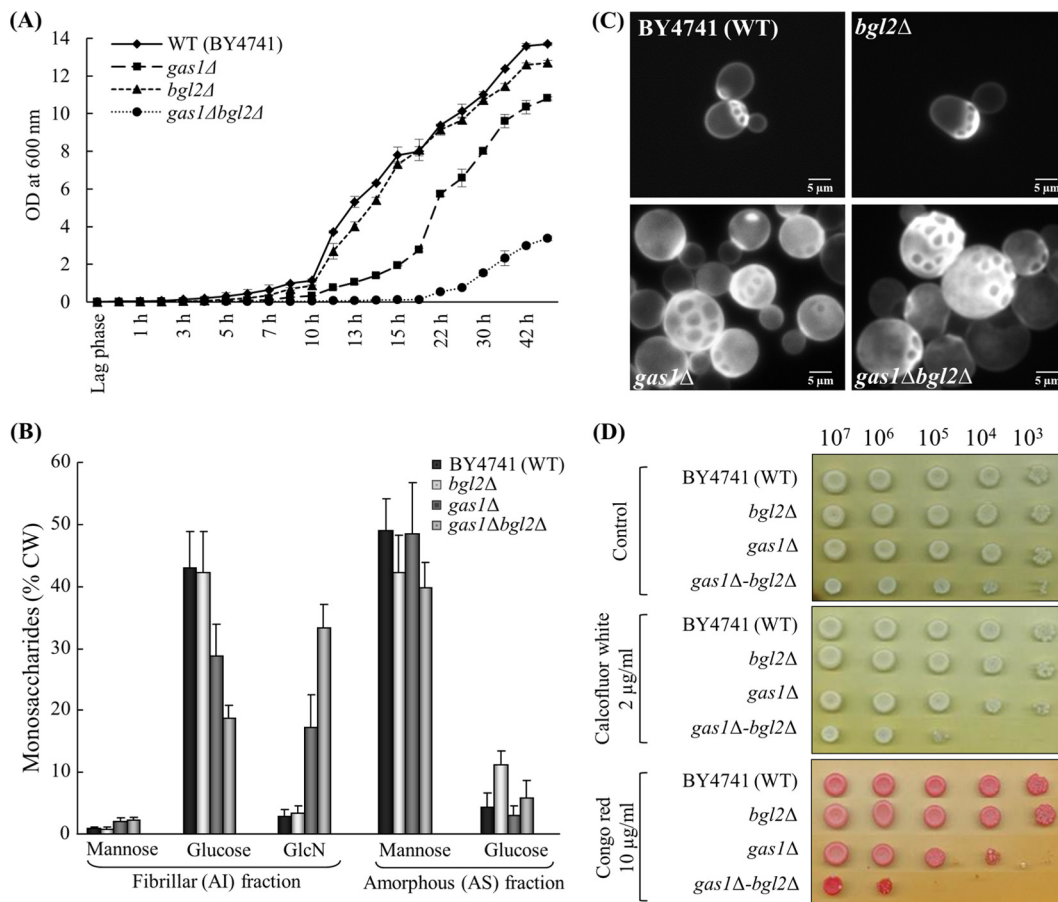 (A)
14
12
10
8
6
4
2
0
OD at 600 nm
WT (BY4741)
gas1Δ
bgl2Δ
gas1Δbgl2Δ
Lag phase
1 h
3 h
5 h
7 h
10 h
13 h
15 h
22 h
30 h
42 h
(C)
BY4741 (WT)
bgl2Δ
5 μm
5 μm
gas1Δ
5 μm
gas1Δbgl2Δ
5 μm
(B)
60
50
40
30
20
10
0
Monosaccharides (% CW)
BY4741 (WT)
bgl2Δ
gas1Δ
gas1Δbgl2Δ
Mannose Glucose GlcN Mannose Glucose
Fibrillar (AI) fraction Amorphous (AS) fraction
(D)
10⁷ 10⁶ 10⁵ 10⁴ 10³
Control
BY4741 (WT)
bgl2Δ
gas1Δ
gas1Δ-bgl2Δ
Calcofluor white
2 μg/ml
BY4741 (WT)
bgl2Δ
gas1Δ
gas1Δ-bgl2Δ
Congo red
10 μg/ml
BY4741 (WT)
bgl2Δ
gas1Δ
gas1Δ-bgl2Δ